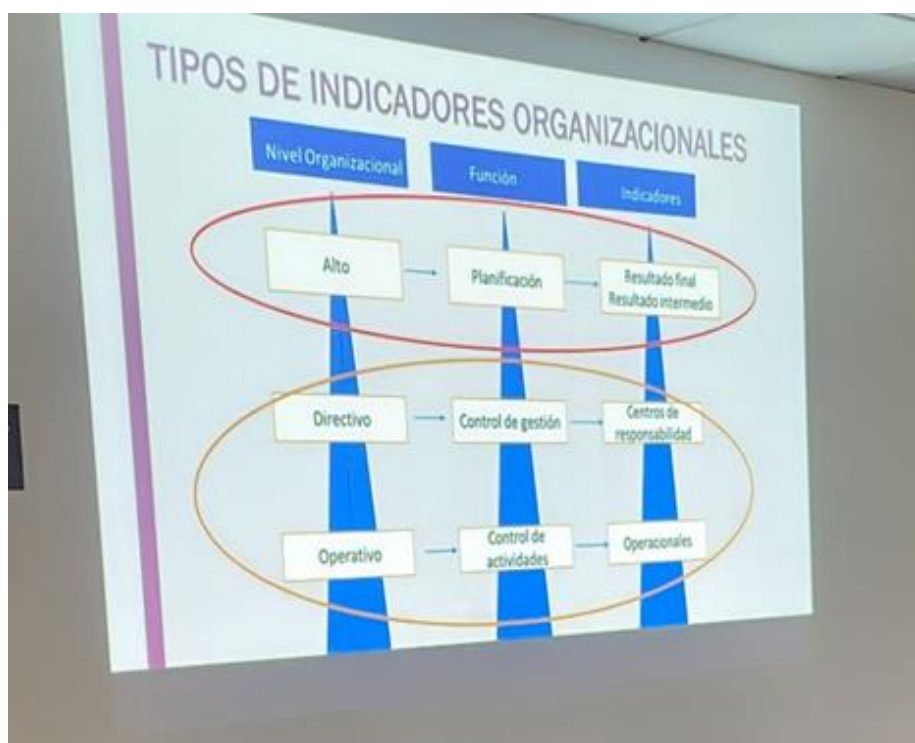 TIPOS DE INDICADORES ORGANIZACIONALES
Nivel Organizacional
Función
Indicadores
Alto
Planificación
Resultado final
Resultado intermedio
Directivo
Control de gestión
Centros de
responsabilidad
Operativo
Control de
actividades
Operacionales